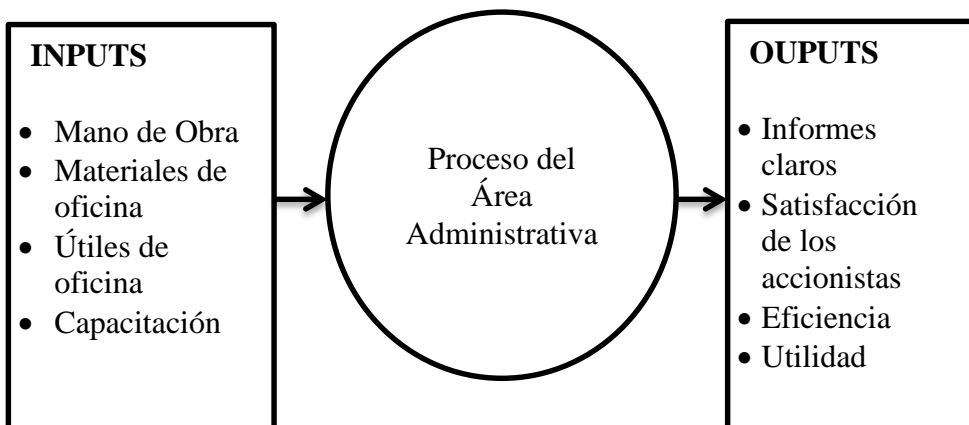 INPUTS
• Mano de Obra
• Materiales de
oficina
• Útiles de
oficina
• Capacitación
Proceso del
Área
Administrativa
OUPUTS
• Informes
claros
• Satisfacción
de los
accionistas
• Eficiencia
• Utilidad